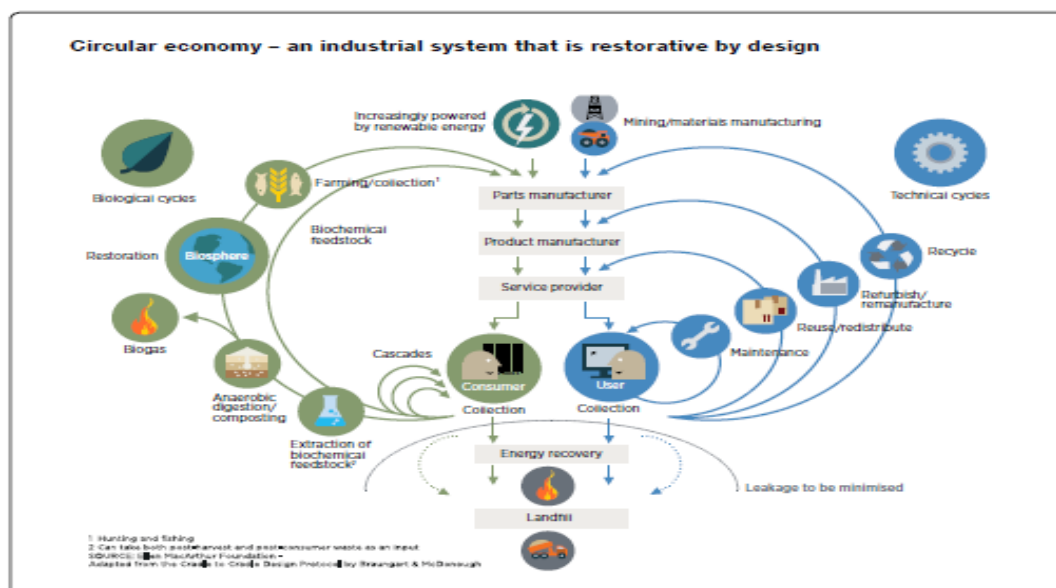 Circular economy – an industrial system that is restorative by design
Increasingly powered
by renewable energy
Mining/materials manufacturing
Biological cycles
Technical cycles
Farming/collection¹
Parts manufacturer
Biochemical
feedstock
Product manufacturer
Restoration
Biosphere
Recycle
Service provider
Refurbish/
remanufacture
Reuse/redistribute
Biogas
Cascades
Maintenance
Consumer
User
Anaerobic
digestion/
composting
Collection
Collection
Extraction of
biochemical
feedstock²
Energy recovery
Leakage to be minimised
Landfill
1 Hunting and fishing
2 Can take both post-harvest and post-consumer waste as an input
SOURCE: Ellen MacArthur Foundation –
Adapted from the Cradle to Cradle Design Protocol by Braungart & McDonough